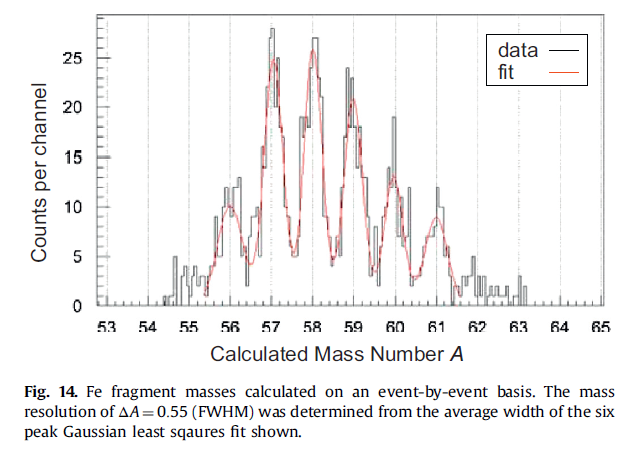 data
fit
Counts per channel
25
20
15
10
5
0
53 54 55 56 57 58 59 60 61 62 63 64 65
Calculated Mass Number A
Fig. 14. Fe fragment masses calculated on an event-by-event basis. The mass
resolution of ΔA = 0.55 (FWHM) was determined from the average width of the six
peak Gaussian least sqaures fit shown.